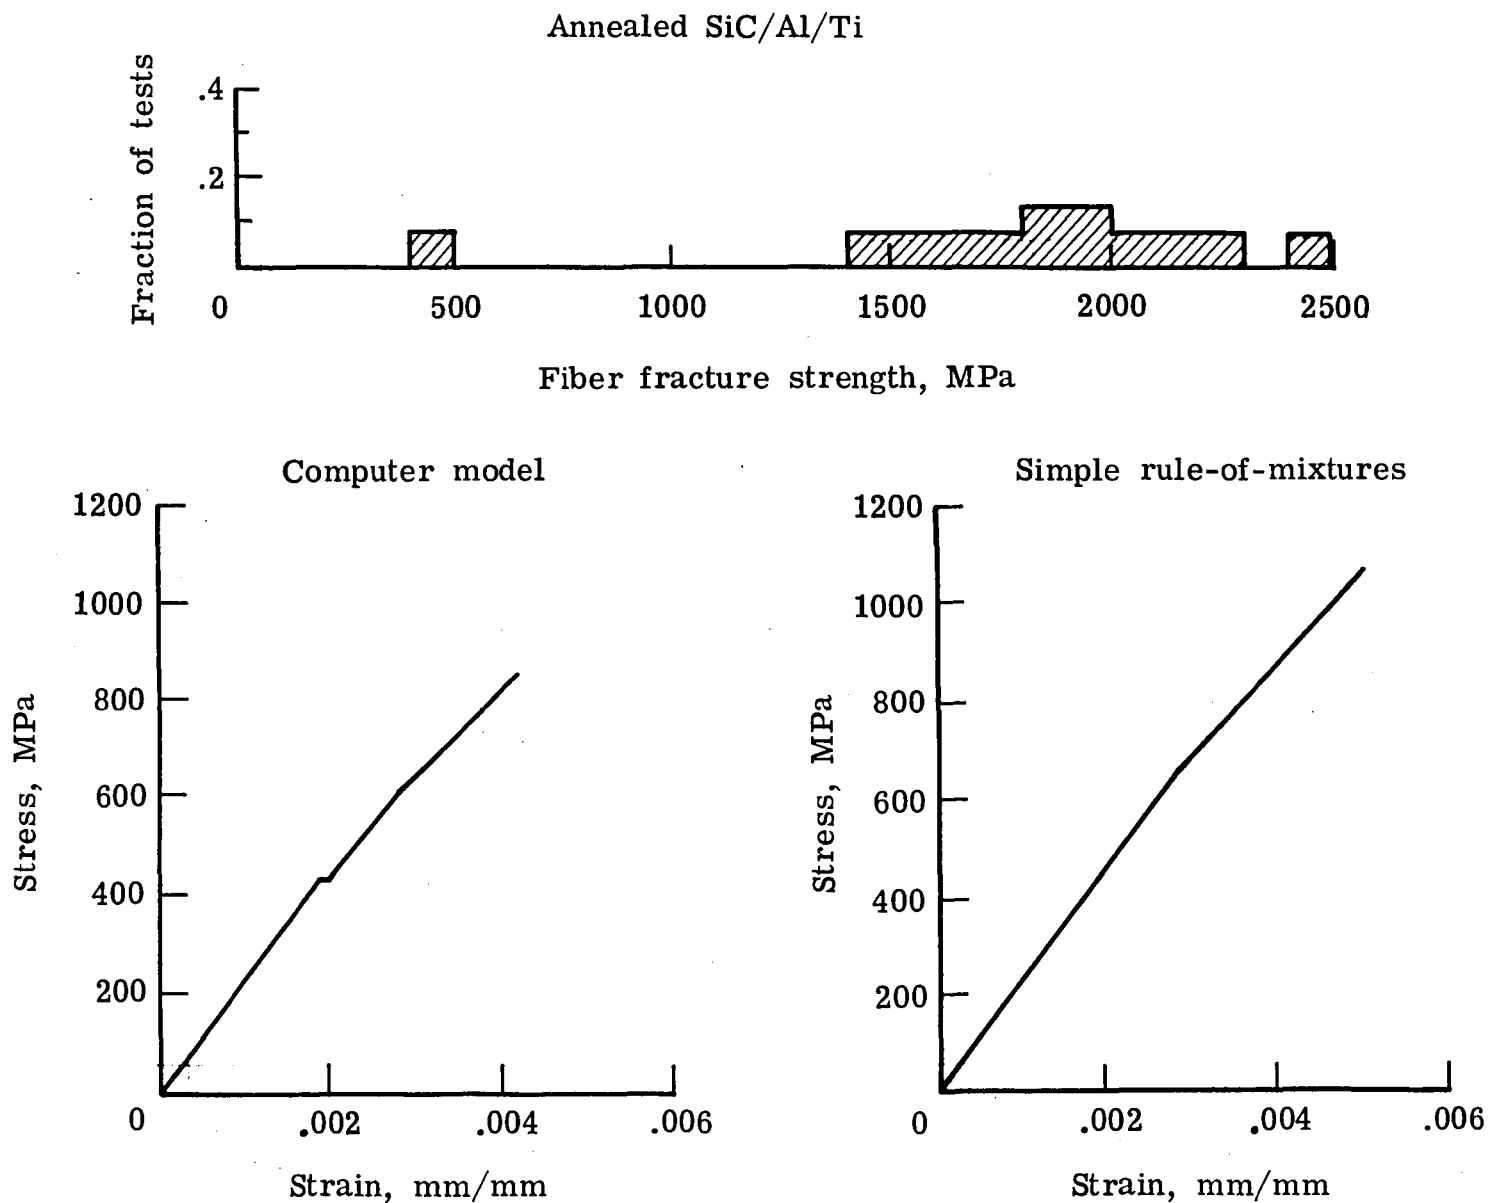 Annealed SiC/Al/Ti
Fraction of tests
.4
.2
0 500 1000 1500 2000 2500
Fiber fracture strength, MPa
Computer model
1200
1000
800
600
400
200
0 .002 .004 .006
Stress, MPa
Strain, mm/mm
Simple rule-of-mixtures
1200
1000
800
600
400
200
0 .002 .004 .006
Stress, MPa
Strain, mm/mm